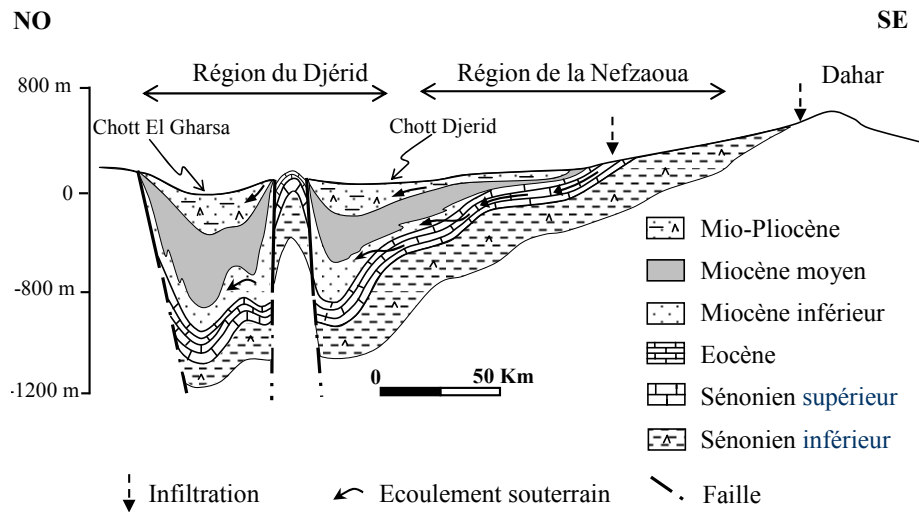 NO
SE
800 m
Région du Djérid
Région de la Nefzaoua
Dahar
Chott El Gharsa
Chott Djerid
0
-800 m
-1200 m
0
50 Km
Mio-Pliocène
Miocène moyen
Miocène inférieur
Eocène
Sénonien supérieur
Sénonien inférieur
Infiltration
Ecoulement souterrain
Faille